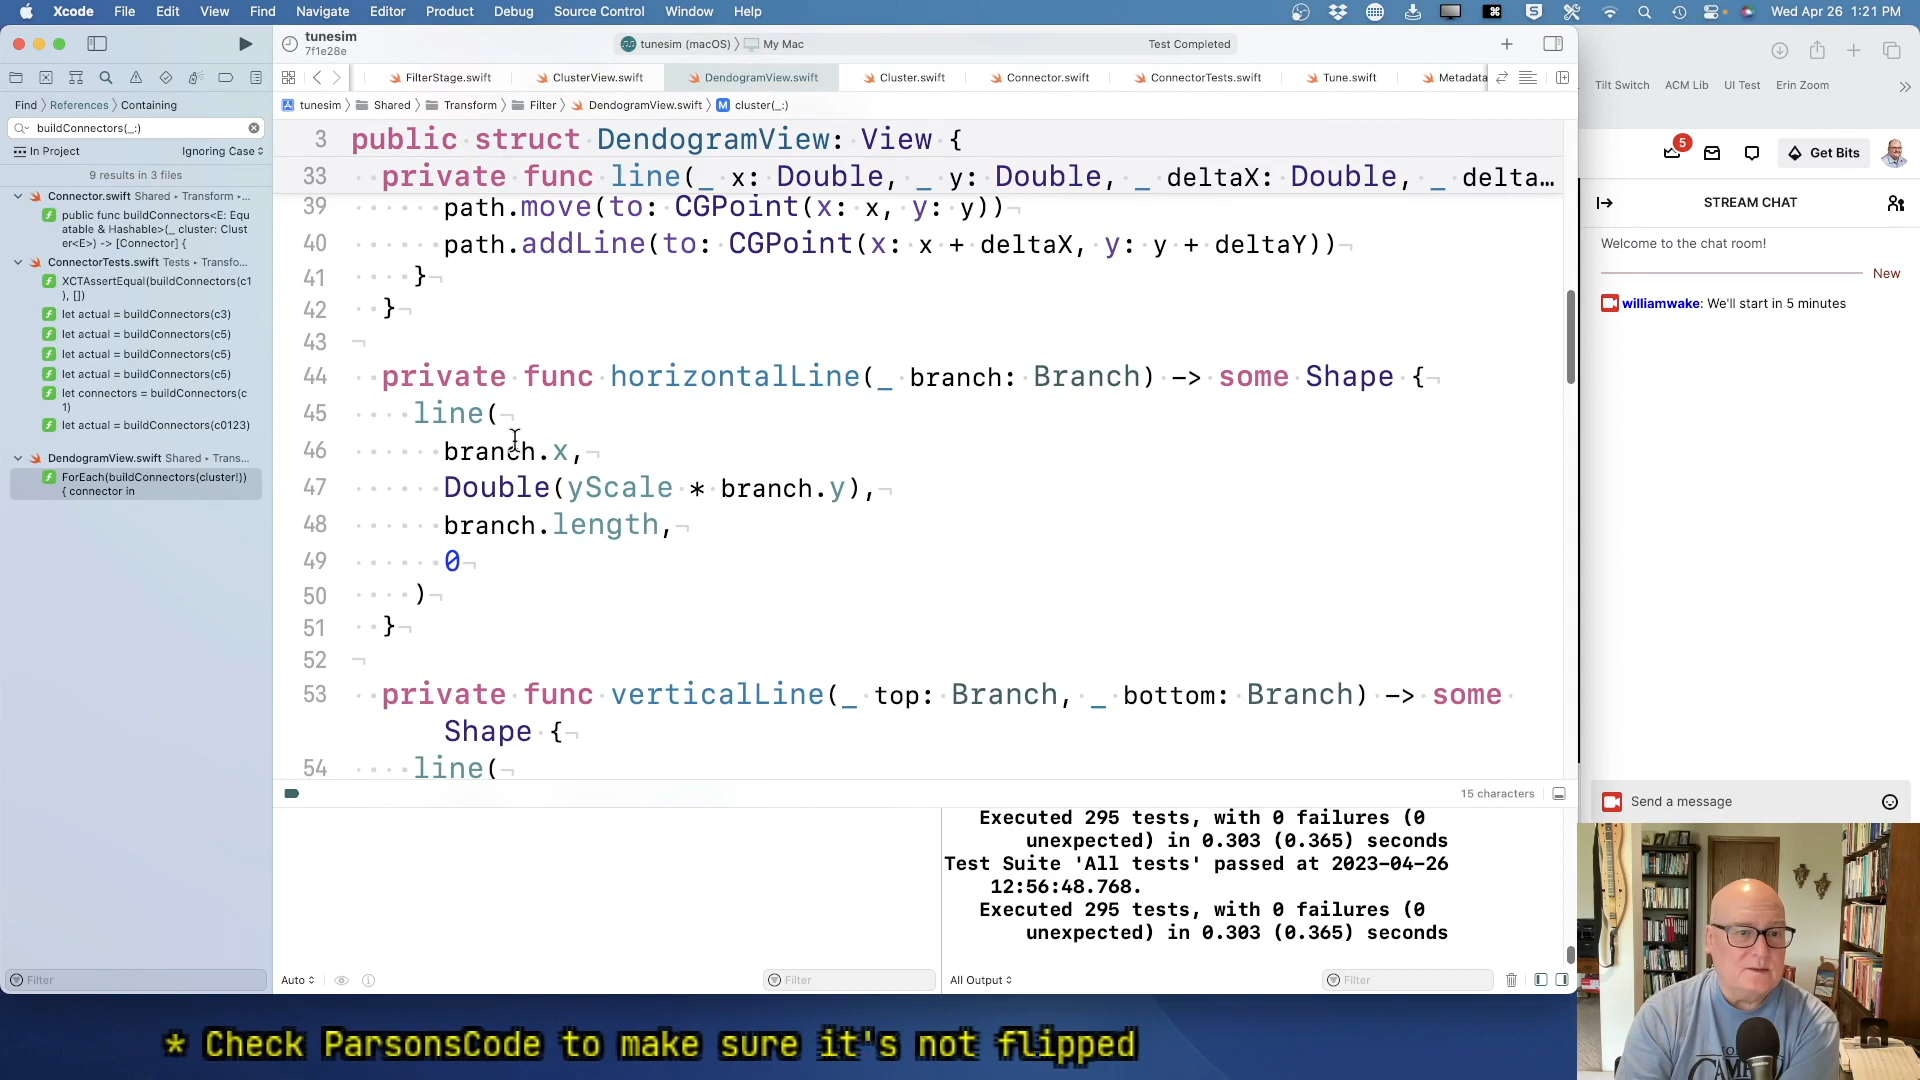 Xcode File Edit View Find Navigate Editor Product Debug Source Control Window Help
Wed Apr 26 1:21 PM
tunesim
7f1e28e
tunesim (macOS) 〉 My Mac
Test Completed
FilterStage.swift ClusterView.swift DendogramView.swift Cluster.swift Connector.swift ConnectorTests.swift Tune.swift Metadata
Tilt Switch ACM Lib UI Test Erin Zoom
Find 〉 References 〉 Containing
tunesim 〉 Shared 〉 Transform 〉 Filter 〉 DendogramView.swift 〉 M cluster(_:)
buildConnectors(_:)
In Project Ignoring Case
9 results in 3 files
Connector.swift Shared ▸ Transform ▸...
public func buildConnectors<E: Equ
atable & Hashable>(_ cluster: Clust
er<E>) -> [Connector] {
ConnectorTests.swift Tests ▸ Transfo...
XCTAssertEqual(buildConnectors(c1
), [])
let actual = buildConnectors(c3)
let actual = buildConnectors(c5)
let actual = buildConnectors(c5)
let actual = buildConnectors(c5)
let connectors = buildConnectors(c
1)
let actual = buildConnectors(c0123)
DendogramView.swift Shared ▸ Trans...
ForEach(buildConnectors(cluster!))
{ connector in
Filter
3 public struct DendogramView: View {
33 private func line(_ x: Double, _ y: Double, _ deltaX: Double, _ delta…
39 path.move(to: CGPoint(x: x, y: y))
40 path.addLine(to: CGPoint(x: x + deltaX, y: y + deltaY))
41 }
42 }
43
44 private func horizontalLine(_ branch: Branch) -> some Shape {
45 line(
46 branch.x,
47 Double(yScale * branch.y),
48 branch.length,
49 0
50 )
51 }
52
53 private func verticalLine(_ top: Branch, _ bottom: Branch) -> some
Shape {
54 line(
15 characters
Executed 295 tests, with 0 failures (0
unexpected) in 0.303 (0.365) seconds
Test Suite 'All tests' passed at 2023-04-26
12:56:48.768.
Executed 295 tests, with 0 failures (0
unexpected) in 0.303 (0.365) seconds
Auto
Filter
All Output
Filter
5
Get Bits
STREAM CHAT
Welcome to the chat room!
New
williamwake: We'll start in 5 minutes
Send a message
* Check ParsonsCode to make sure it's not flipped